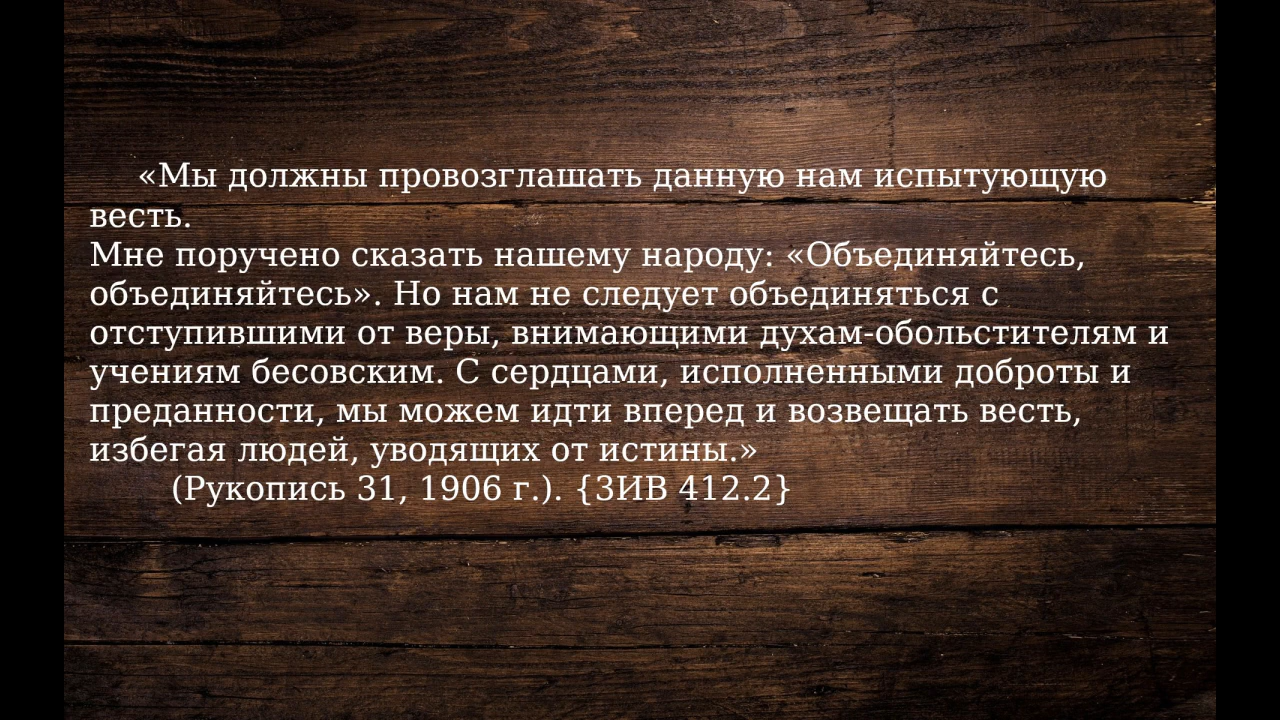 «Мы должны провозглашать данную нам испытующую
весть.
Мне поручено сказать нашему народу: «Объединяйтесь,
объединяйтесь». Но нам не следует объединяться с
отступившими от веры, внимающими духам-обольстителям и
учениям бесовским. С сердцами, исполненными доброты и
преданности, мы можем идти вперед и возвещать весть,
избегая людей, уводящих от истины.»
(Рукопись 31, 1906 г.). {3ИВ 412.2}